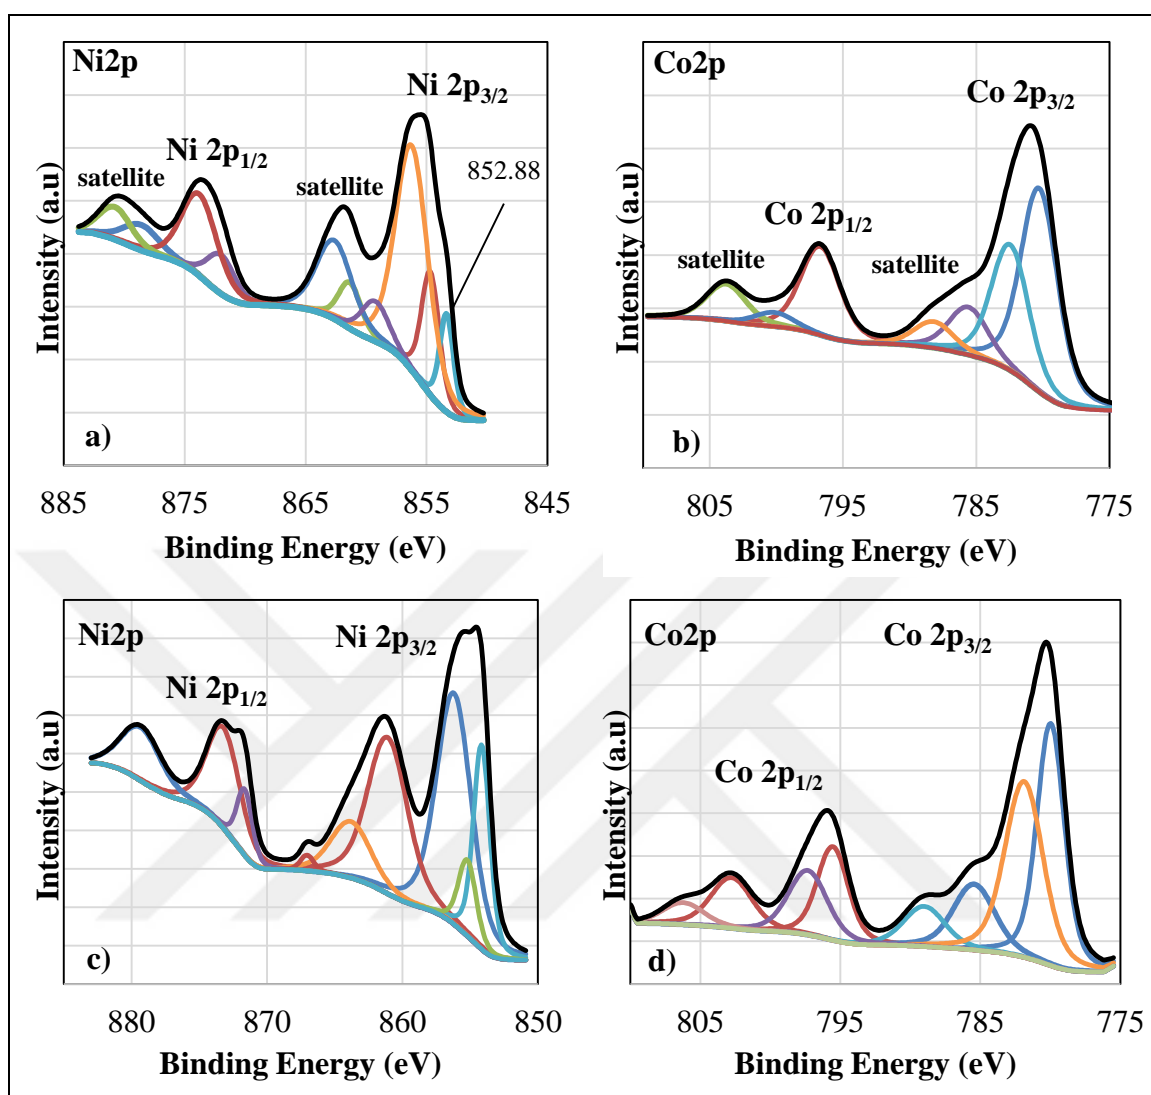 Ni2p
Ni 2p3/2
Ni 2p1/2
852.88
satellite
satellite
Intensity (a.u)
a)
885 875 865 855 845
Binding Energy (eV)
Co2p
Co 2p3/2
Co 2p1/2
satellite
satellite
Intensity (a.u)
b)
805 795 785 775
Binding Energy (eV)
Ni2p
Ni 2p3/2
Ni 2p1/2
Intensity (a.u)
c)
880 870 860 850
Binding Energy (eV)
Co2p
Co 2p3/2
Co 2p1/2
Intensity (a.u)
d)
805 795 785 775
Binding Energy (eV)